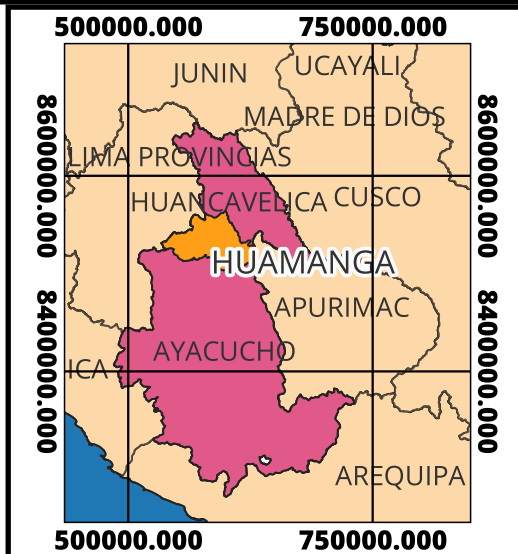 500000.000 750000.000
JUNIN UCAYALI
MADRE DE DIOS
8600000.000 8600000.000
LIMA PROVINCIAS
HUANCAVELICA CUSCO
HUAMANGA
APURIMAC
8400000.000 8400000.000
AYACUCHO
ICA
AREQUIPA
500000.000 750000.000